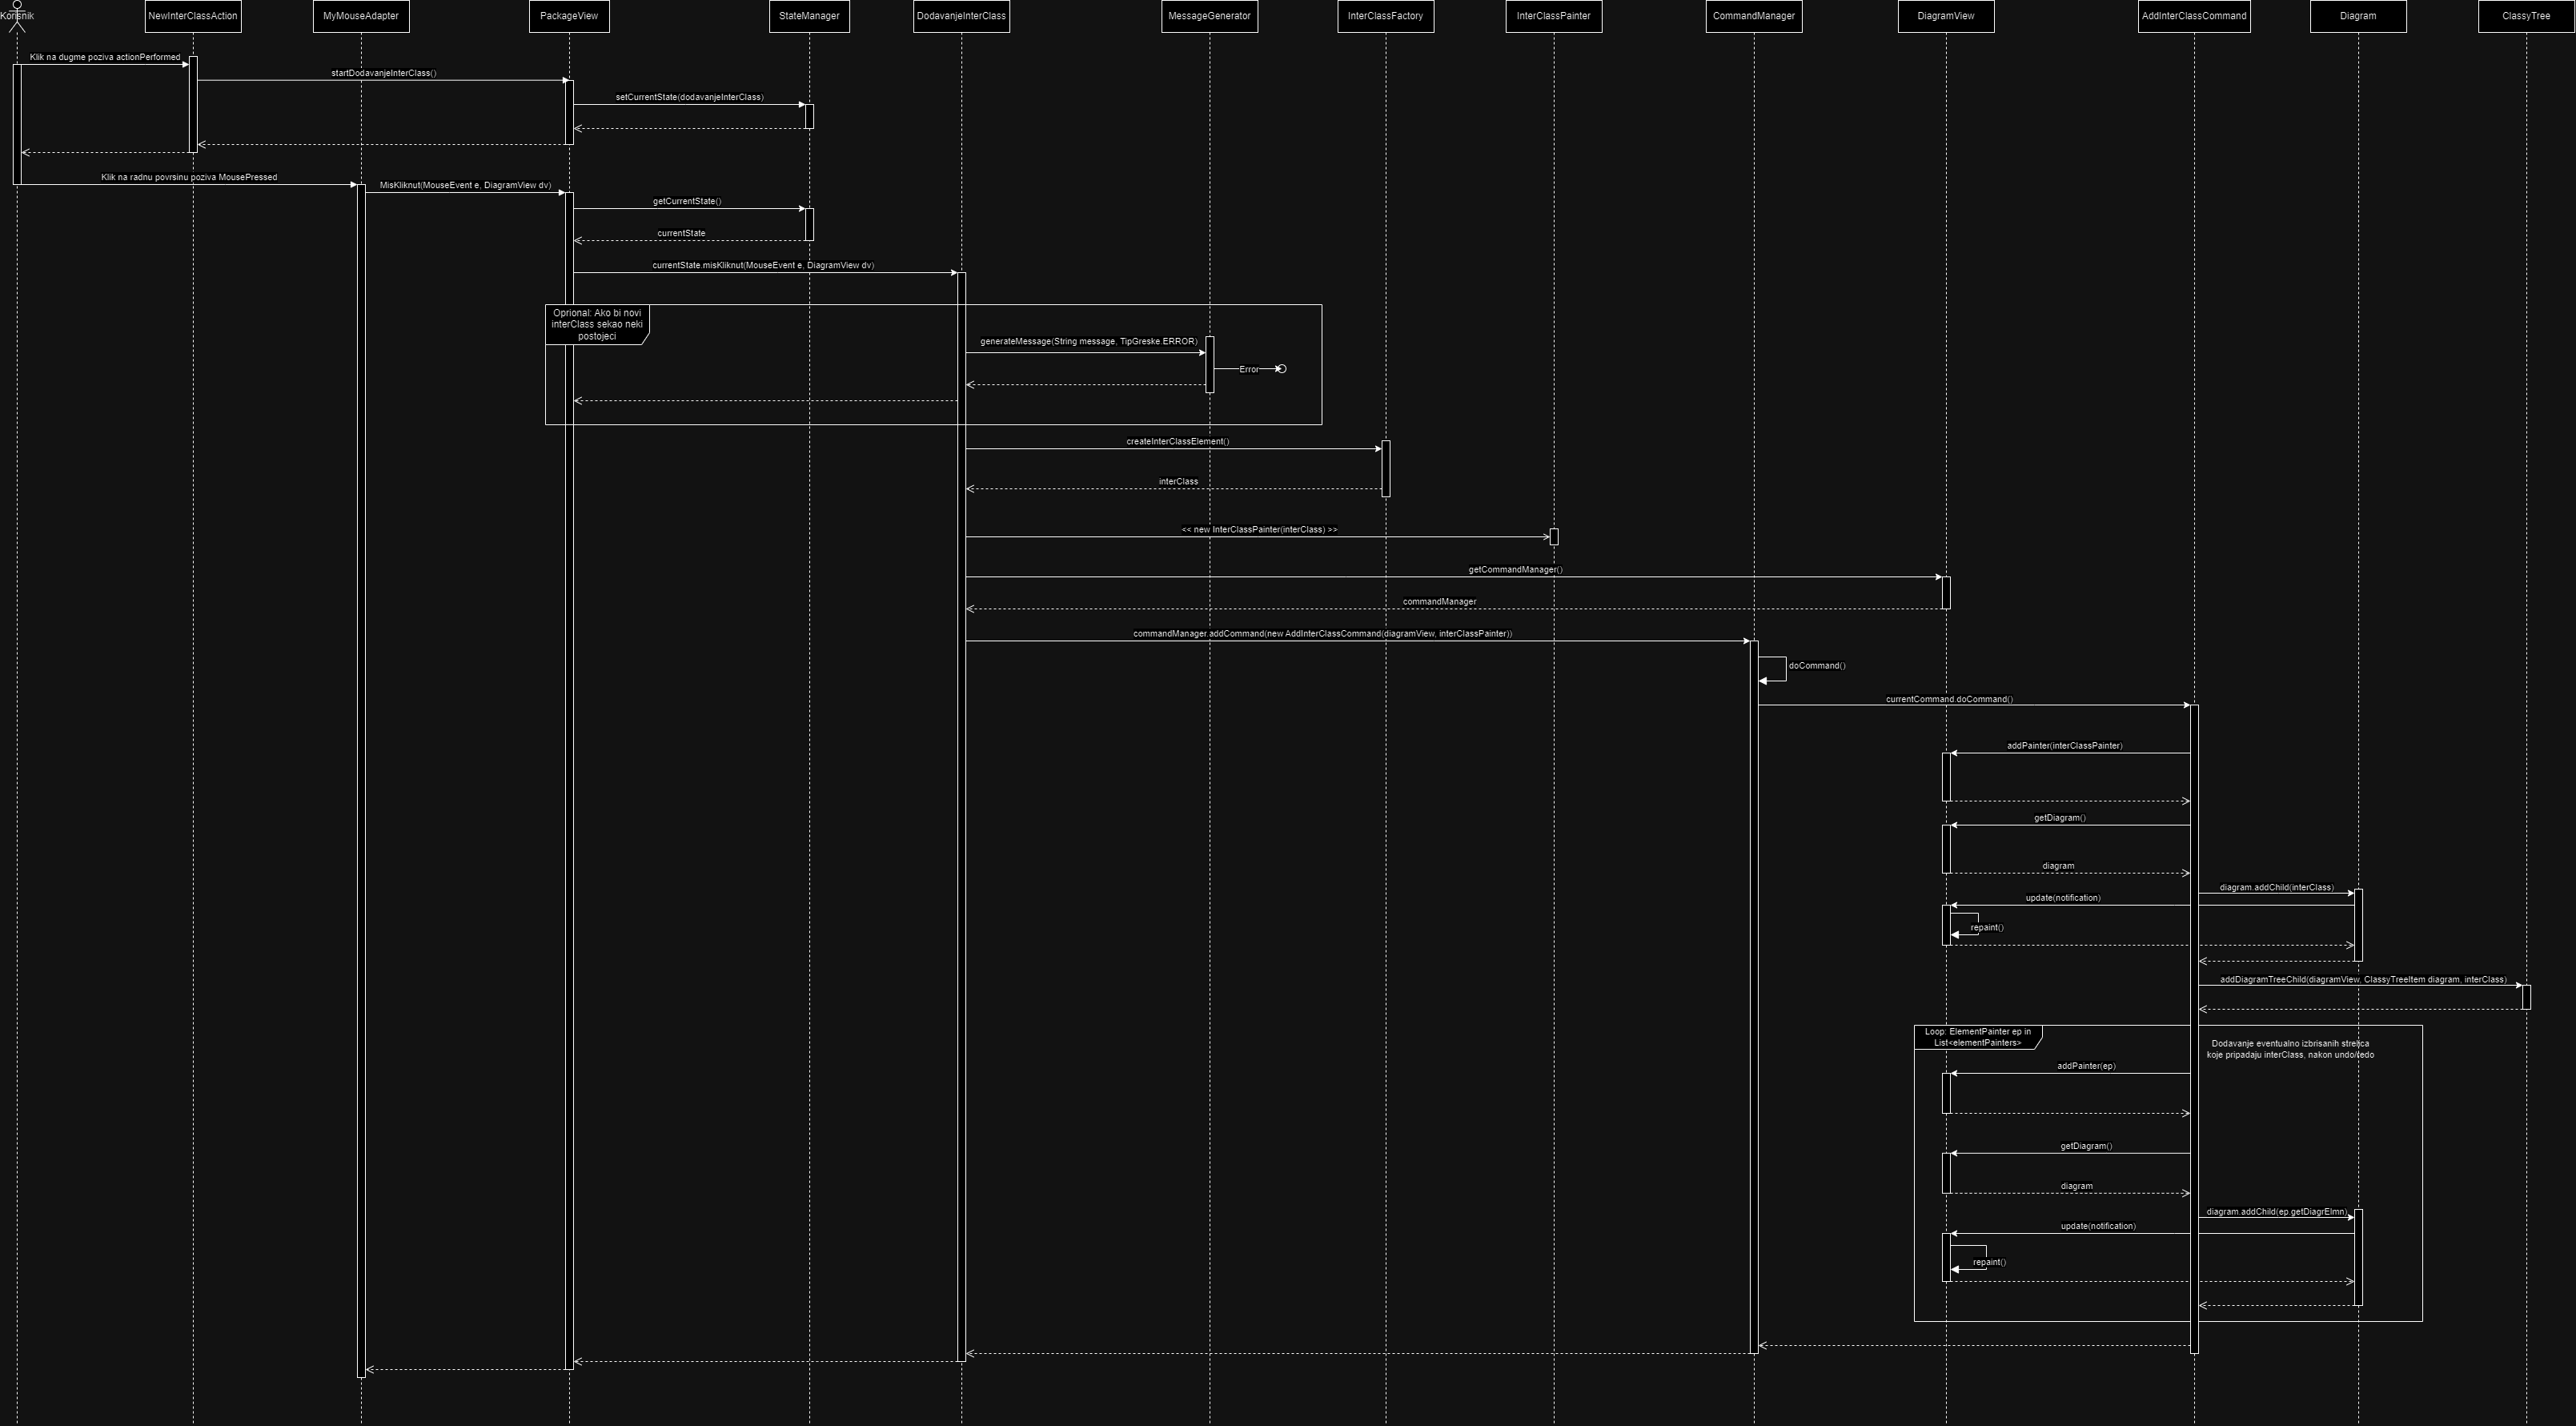 Korisnik
NewInterClassAction
MyMouseAdapter
PackageView
StateManager
DodavanjeInterClass
MessageGenerator
InterClassFactory
InterClassPainter
CommandManager
DiagramView
AddInterClassCommand
Diagram
ClassyTree
Klik na dugme poziva actionPerformed
startDodavanjeInterClass()
setCurrentState(dodavanjeInterClass)
Klik na radnu povrsinu poziva MousePressed
MisKliknut(MouseEvent e, DiagramView dv)
getCurrentState()
currentState
currentState.misKliknut(MouseEvent e, DiagramView dv)
Oprional: Ako bi novi
interClass sekao neki
postojeci
generateMessage(String message, TipGreske.ERROR)
Error
createInterClassElement()
interClass
<< new InterClassPainter(interClass) >>
getCommandManager()
commandManager
commandManager.addCommand(new AddInterClassCommand(diagramView, interClassPainter))
doCommand()
currentCommand.doCommand()
addPainter(interClassPainter)
getDiagram()
diagram
diagram.addChild(interClass)
update(notification)
repaint()
addDiagramTreeChild(diagramView, ClassyTreeItem diagram, interClass)
Loop: ElementPainter ep in
List<elementPainters>
Dodavanje eventualno izbrisanih strelica
koje pripadaju interClass, nakon undo/redo
addPainter(ep)
getDiagram()
diagram
diagram.addChild(ep.getDiagrElmn)
update(notification)
repaint()